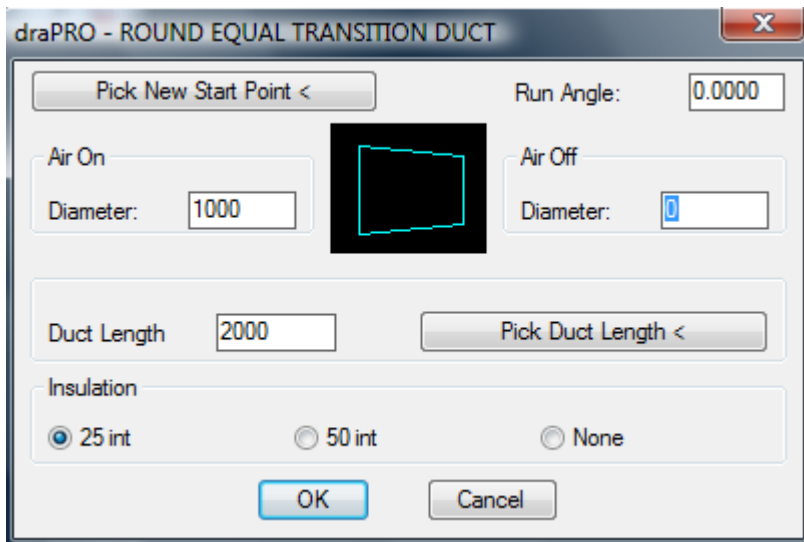 draPRO - ROUND EQUAL TRANSITION DUCT
Pick New Start Point <
Run Angle: 0.0000
Air On
Diameter: 1000
Air Off
Diameter: 0
Duct Length 2000
Pick Duct Length <
Insulation
25 int
50 int
None
OK
Cancel